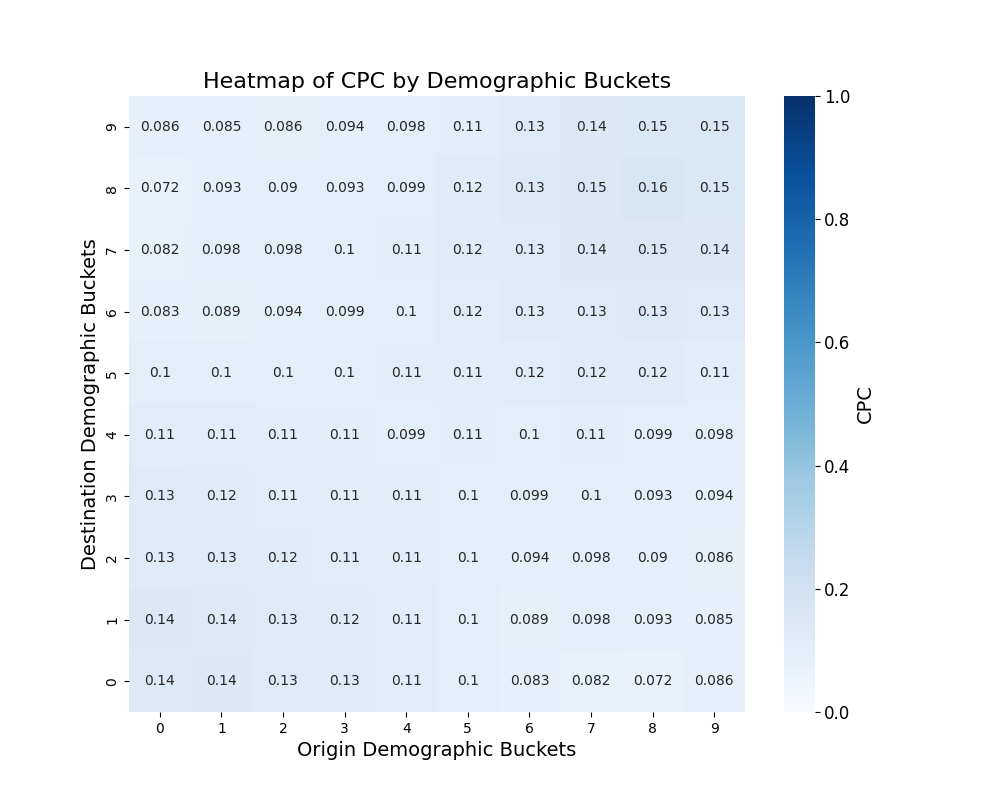 Heatmap of CPC by Demographic Buckets
9 0.086 0.085 0.086 0.094 0.098 0.11 0.13 0.14 0.15 0.15
8 0.072 0.093 0.09 0.093 0.099 0.12 0.13 0.15 0.16 0.15
7 0.082 0.098 0.098 0.1 0.11 0.12 0.13 0.14 0.15 0.14
6 0.083 0.089 0.094 0.099 0.1 0.12 0.13 0.13 0.13 0.13
5 0.1 0.1 0.1 0.1 0.11 0.11 0.12 0.12 0.12 0.11
4 0.11 0.11 0.11 0.11 0.099 0.11 0.1 0.11 0.099 0.098
3 0.13 0.12 0.11 0.11 0.11 0.1 0.099 0.1 0.093 0.094
2 0.13 0.13 0.12 0.11 0.11 0.1 0.094 0.098 0.09 0.086
1 0.14 0.14 0.13 0.12 0.11 0.1 0.089 0.098 0.093 0.085
0 0.14 0.14 0.13 0.13 0.11 0.1 0.083 0.082 0.072 0.086
0 1 2 3 4 5 6 7 8 9
Origin Demographic Buckets
Destination Demographic Buckets
1.0
0.8
0.6
0.4
0.2
0.0
CPC